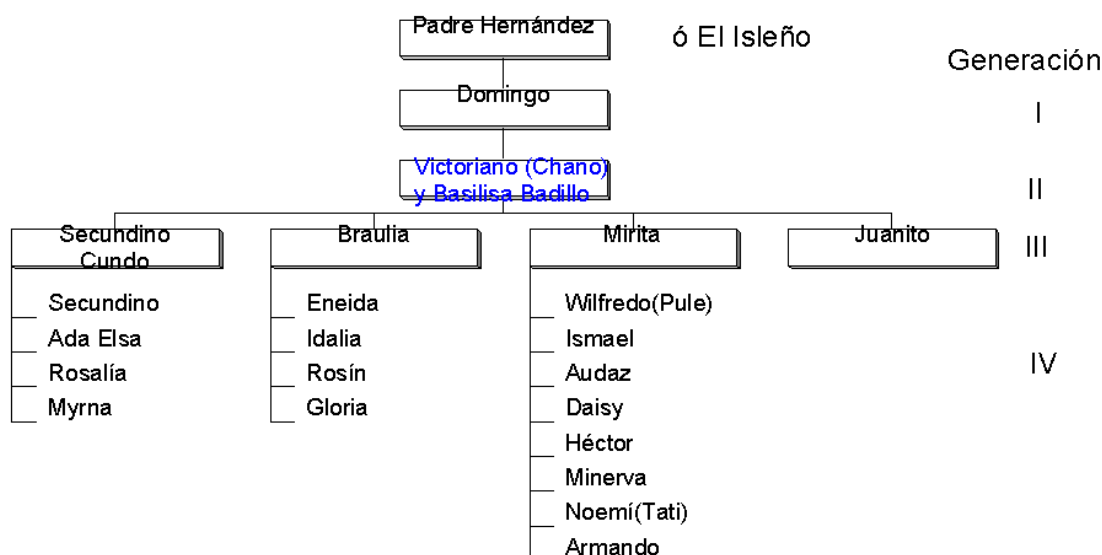 Padre Hernández
ó El Isleño
Generación
Domingo
I
Victoriano (Chano)
y Basilisa Badillo
II
Secundino
Cundo
Braulia
Mirita
Juanito
III
Secundino
Ada Elsa
Rosalía
Myrna
Eneida
Idalia
Rosín
Gloria
Wilfredo(Pule)
Ismael
Audaz
Daisy
Héctor
Minerva
Noemí(Tati)
Armando
IV